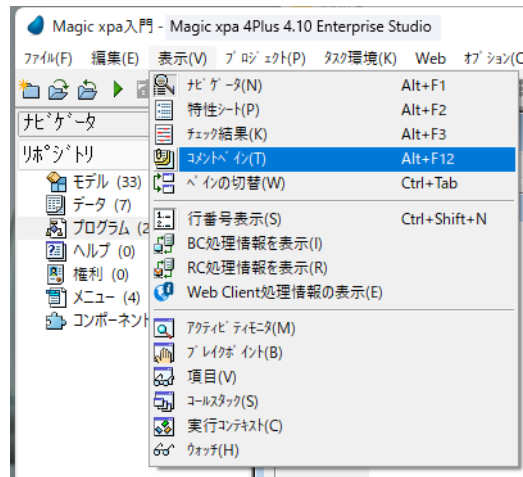 Magic xpa入門 - Magic xpa 4Plus 4.10 Enterprise Studio
ﾌｧｲﾙ(F) 編集(E) 表示(V) ﾌﾟﾛｼﾞｪｸﾄ(P) ﾀｽｸ環境(K) Web ｵﾌﾟｼｮﾝ(O
ﾅﾋﾞｹﾞｰﾀ
ﾘﾎﾟｼﾞﾄﾘ
モデル (33)
データ (7)
プログラム (2
ヘルプ (0)
権利 (0)
メニュー (4)
コンポーネント
ﾅﾋﾞｹﾞｰﾀ(N) Alt+F1
特性ｼｰﾄ(P) Alt+F2
ﾁｪｯｸ結果(K) Alt+F3
ｺﾒﾝﾄﾍﾟｲﾝ(T) Alt+F12
ﾍﾟｲﾝの切替(W) Ctrl+Tab
行番号表示(S) Ctrl+Shift+N
BC処理情報を表示(I)
RC処理情報を表示(R)
Web Client処理情報の表示(E)
ｱｸﾃｨﾋﾞﾃｨﾓﾆﾀ(M)
ﾌﾞﾚｲｸﾎﾟｲﾝﾄ(B)
項目(V)
ｺｰﾙｽﾀｯｸ(S)
実行ｺﾝﾃｷｽﾄ(C)
ｳｫｯﾁ(H)